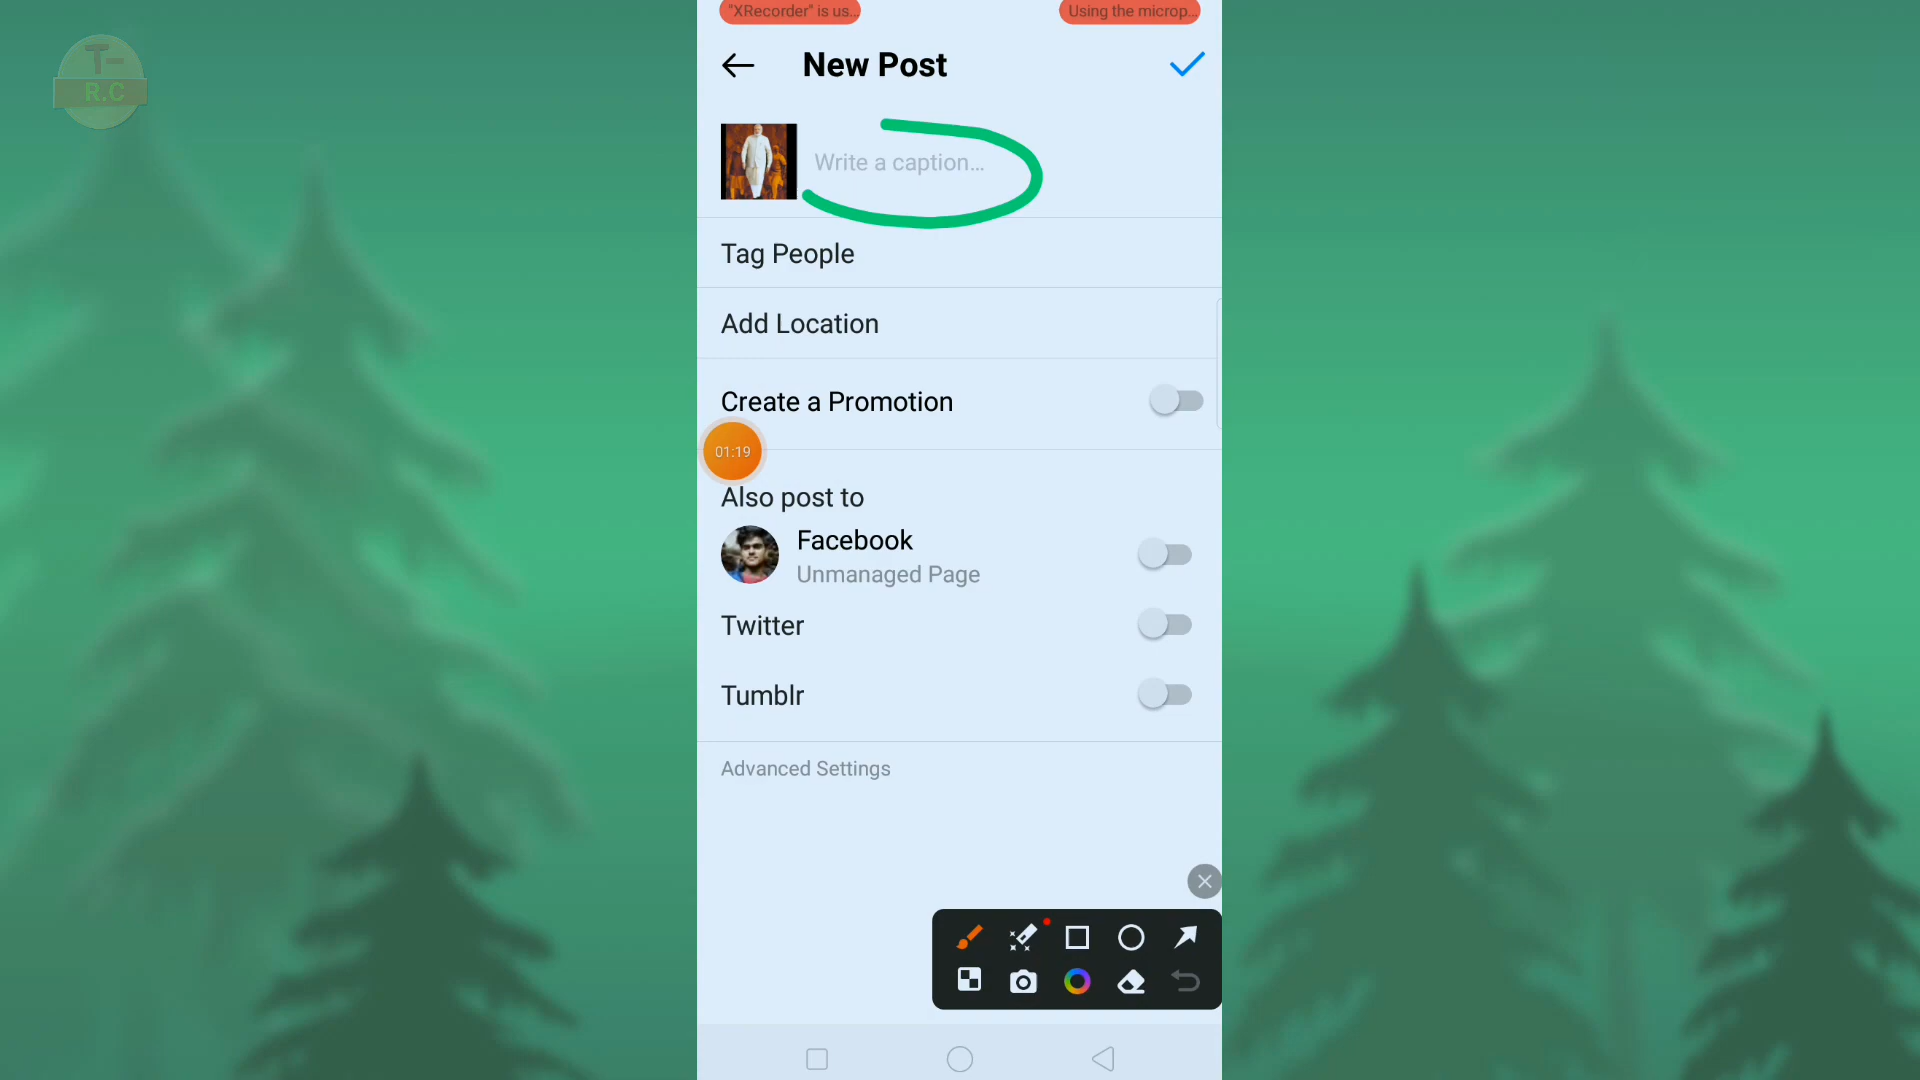 "XRecorder" is us...
Using the microp...
T-
R.C
New Post
Write a caption...
Tag People
Add Location
Create a Promotion
01:19
Also post to
Facebook
Unmanaged Page
Twitter
Tumblr
Advanced Settings